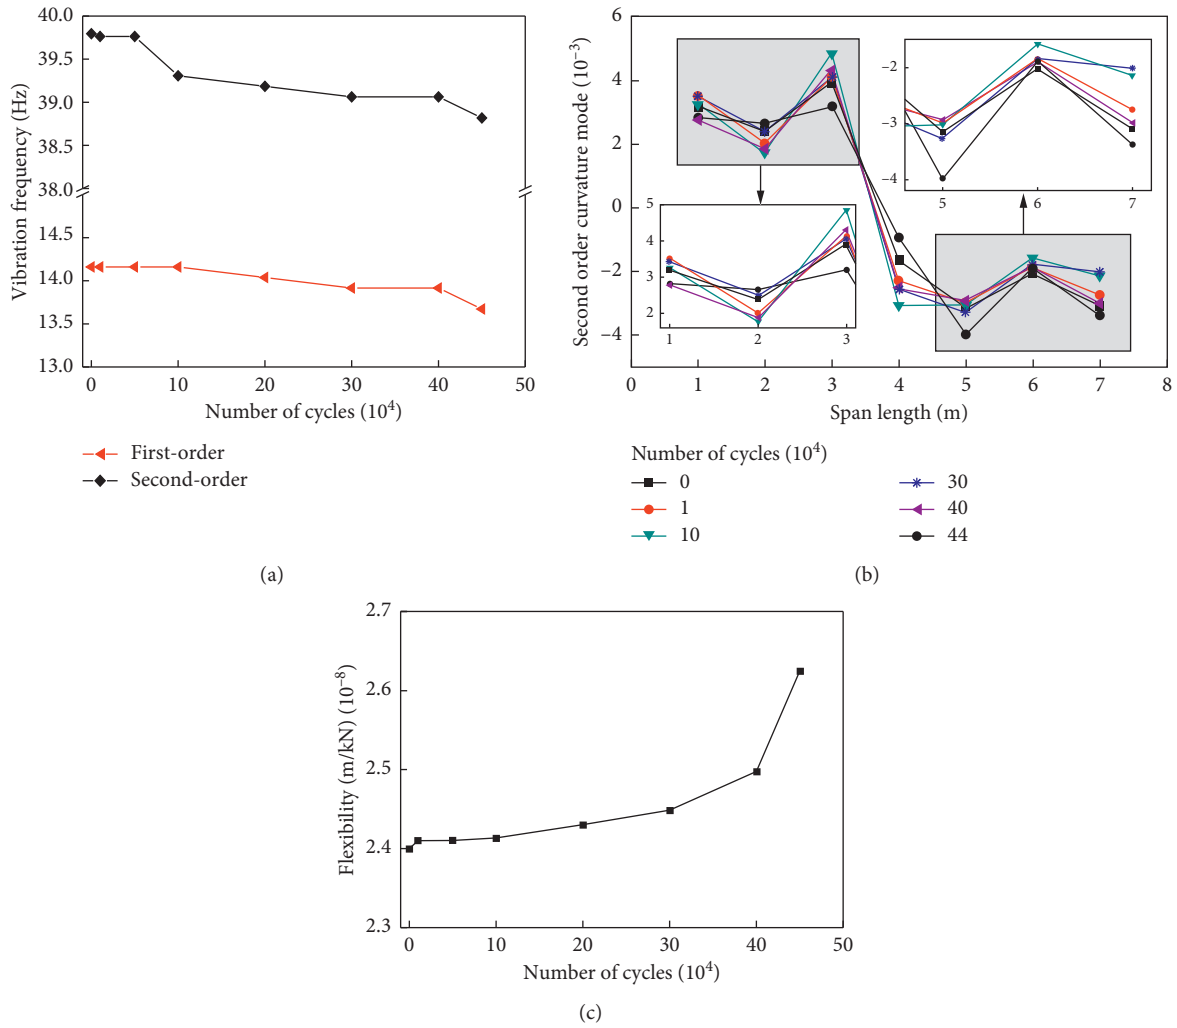 40.0
39.5
39.0
38.5
38.0
14.5
14.0
13.5
13.0
Vibration frequency (Hz)
0 10 20 30 40 50
Number of cycles (10⁴)
First-order
Second-order
(a)
6
4
2
0
−2
−4
Second order curvature mode (10⁻³)
−2
−3
−4
5 6 7
5
4
3
2
1 2 3
0 1 2 3 4 5 6 7 8
Span length (m)
Number of cycles (10⁴)
0
1
10
30
40
44
(b)
2.7
2.6
2.5
2.4
2.3
Flexibility (m/kN) (10⁻⁸)
0 10 20 30 40 50
Number of cycles (10⁴)
(c)